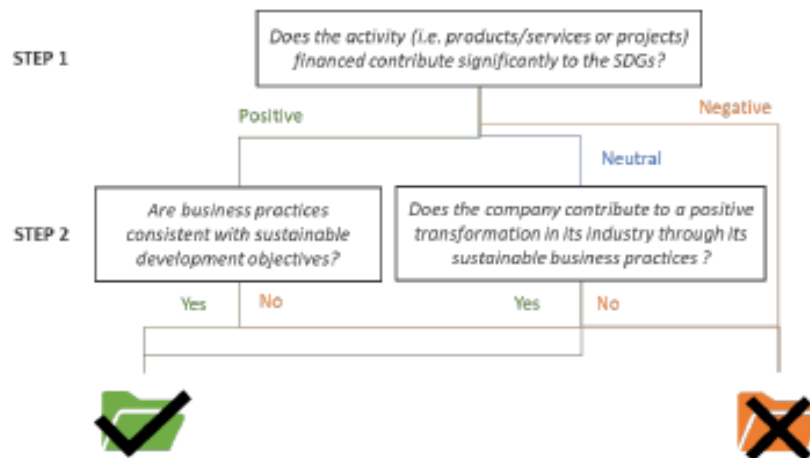 Does the activity (i.e. products/services or projects)
STEP 1
financed contribute significantly to the SDGs?
Positive
Negative
Neutral
Are business practices
consistent with sustainable
development objectives?
STEP 2
Does the company contribute to a positive
transformation in its industry through its
sustainable business practices ?
Yes
No
Yes
No